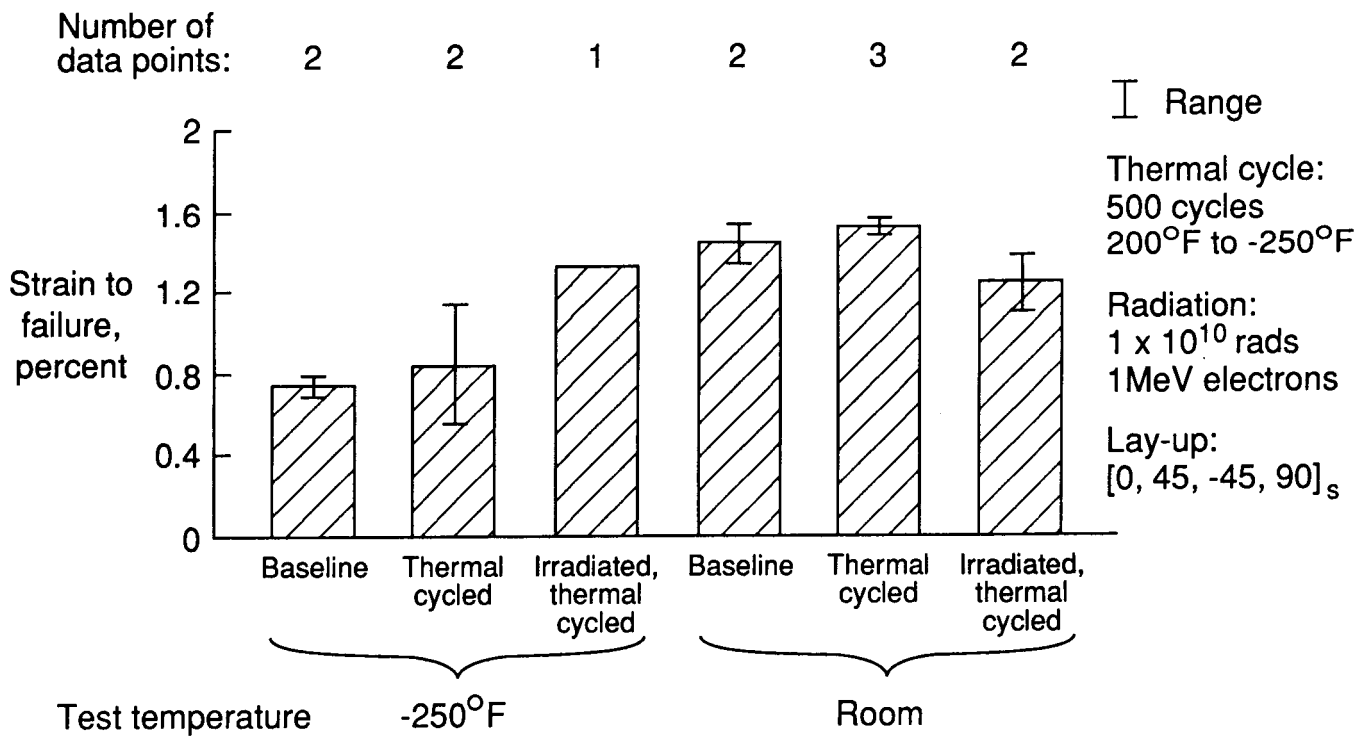 Number of
data points: 2 2 1 2 3 2
Range
Thermal cycle:
500 cycles
200°F to -250°F
Radiation:
1 x 10¹⁰ rads
1MeV electrons
Lay-up:
[0, 45, -45, 90]ₛ
Strain to
failure,
percent
2
1.6
1.2
0.8
0.4
0
Baseline Thermal cycled Irradiated, thermal cycled Baseline Thermal cycled Irradiated, thermal cycled
Test temperature -250°F Room